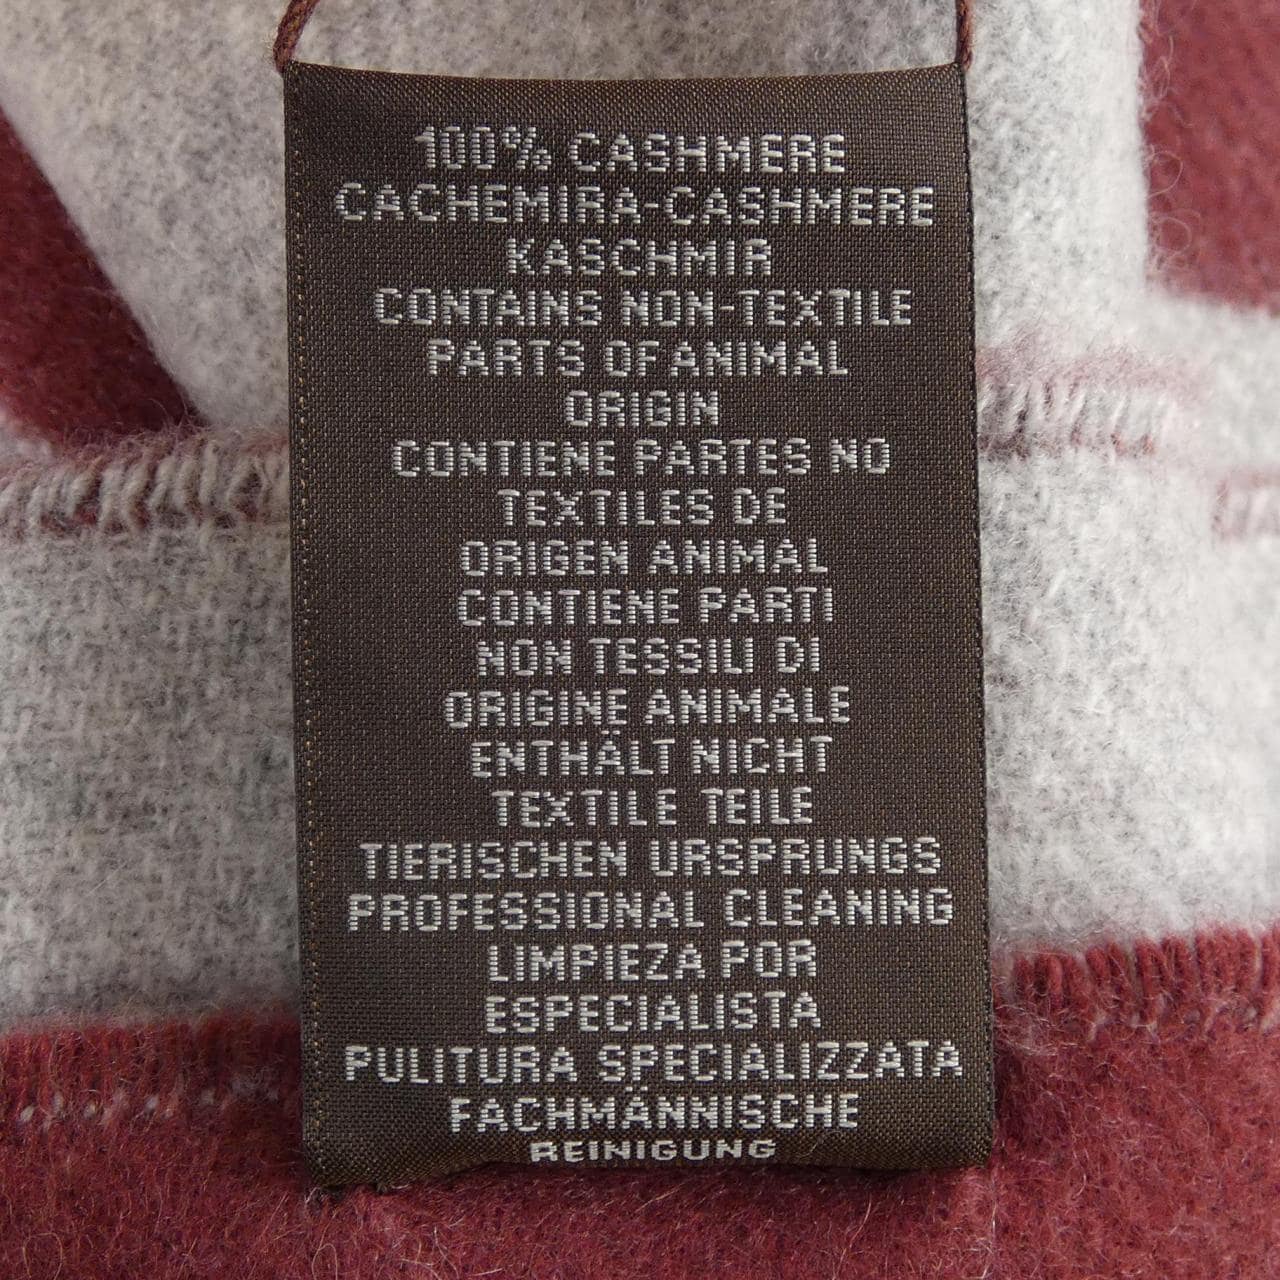 100% CASHMERE
CACHEMIRA-CASHMERE
KASCHMIR
CONTAINS NON-TEXTILE
PARTS OF ANIMAL
ORIGIN
CONTIENE PARTES NO
TEXTILES DE
ORIGEN ANIMAL
CONTIENE PARTI
NON TESSILI DI
ORIGINE ANIMALE
ENTHÄLT NICHT
TEXTILE TEILE
TIERISCHEN URSPRUNGS
PROFESSIONAL CLEANING
LIMPIEZA POR
ESPECIALISTA
PULITURA SPECIALIZZATA
FACHMÄNNISCHE
REINIGUNG